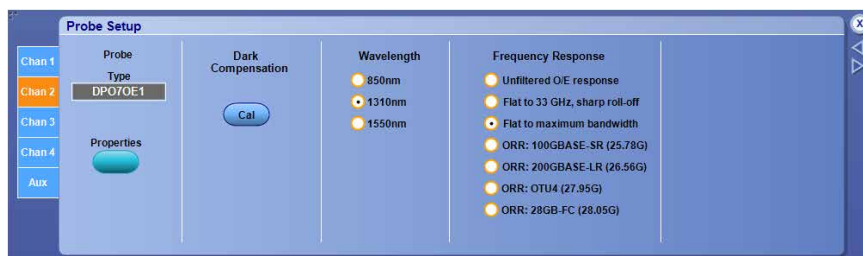 Probe Setup
X
Chan 1
Chan 2
Chan 3
Chan 4
Aux
Probe
Type
DPO7OE1
Properties
Dark
Compensation
Cal
Wavelength
850nm
1310nm
1550nm
Frequency Response
Unfiltered O/E response
Flat to 33 GHz, sharp roll-off
Flat to maximum bandwidth
ORR: 100GBASE-SR (25.78G)
ORR: 200GBASE-LR (26.56G)
ORR: OTU4 (27.95G)
ORR: 28GB-FC (28.05G)